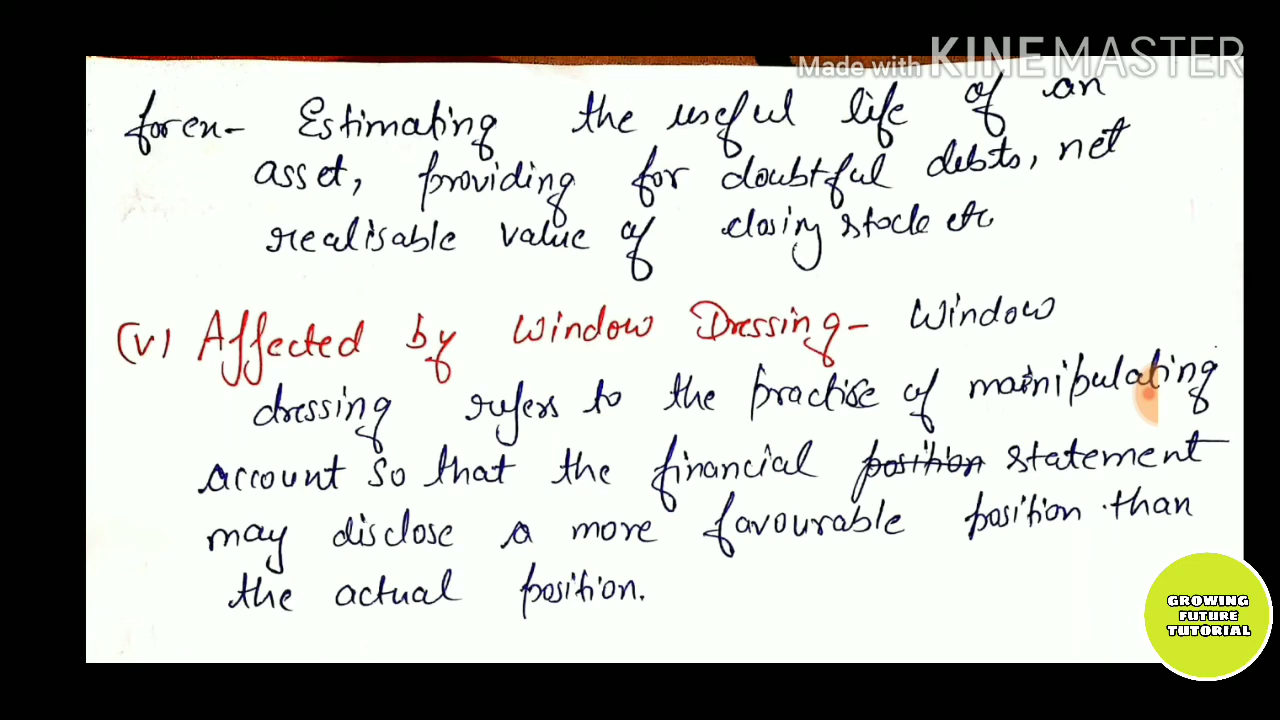 Made with KINEMASTER
for ex- Estimating the useful life of an
asset, providing for doubtful debts, net
realisable value of closing stock etc
(v) Affected by Window Dressing- Window
dressing refers to the practise of manipulating
account so that the financial position statement
may disclose a more favourable position than
the actual position.
GROWING
FUTURE
TUTORIAL